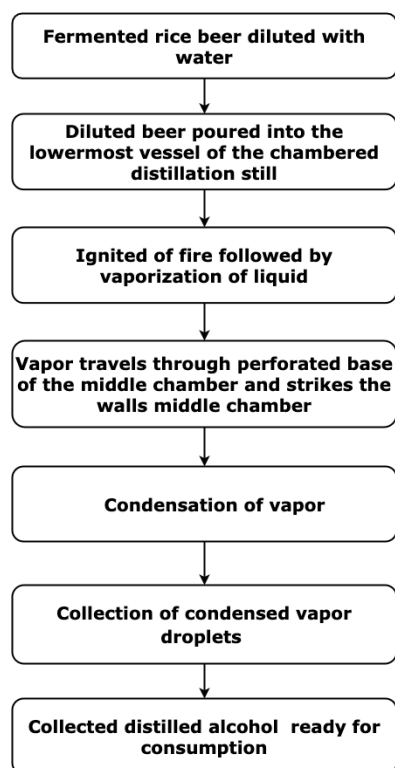 Fermented rice beer diluted with
water
Diluted beer poured into the
lowermost vessel of the chambered
distillation still
Ignited of fire followed by
vaporization of liquid
Vapor travels through perforated base
of the middle chamber and strikes the
walls middle chamber
Condensation of vapor
Collection of condensed vapor
droplets
Collected distilled alcohol ready for
consumption